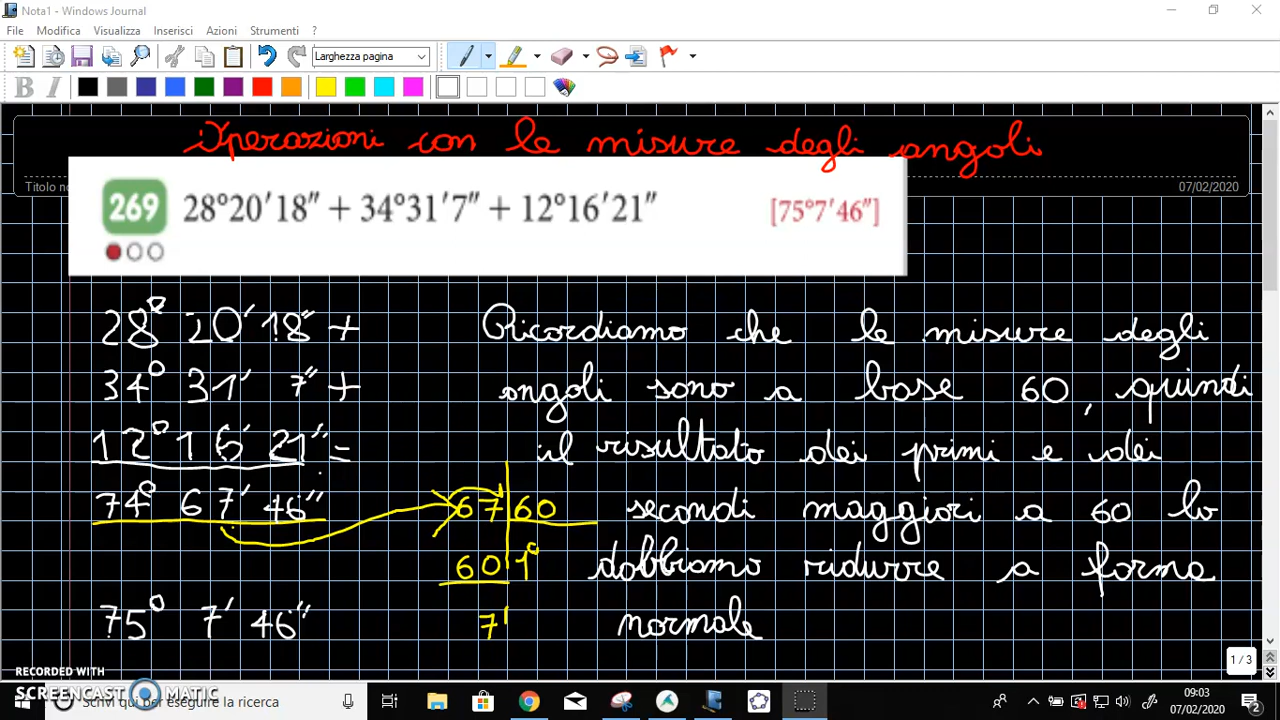 Nota1 - Windows Journal
File Modifica Visualizza Inserisci Azioni Strumenti ?
Larghezza pagina
B I
Operazioni con le misure degli angoli
Titolo no
07/02/2020
269 28°20′18″ + 34°31′7″ + 12°16′21″ [75°7′46″]
28° 20′ 18″ +
34° 31′ 7″ +
12° 16′ 21″ =
74° 67′ 46″
75° 7′ 46″
67 60
60 1°
7′
Ricordiamo che le misure degli
angoli sono a base 60, quindi
il risultato dei primi e dei
secondi maggiori a 60 lo
dobbiamo ridurre a forma
normale
1 / 3
RECORDED WITH
SCREENCAST MATIC
Scrivi qui per eseguire la ricerca
09:03
07/02/2020
2